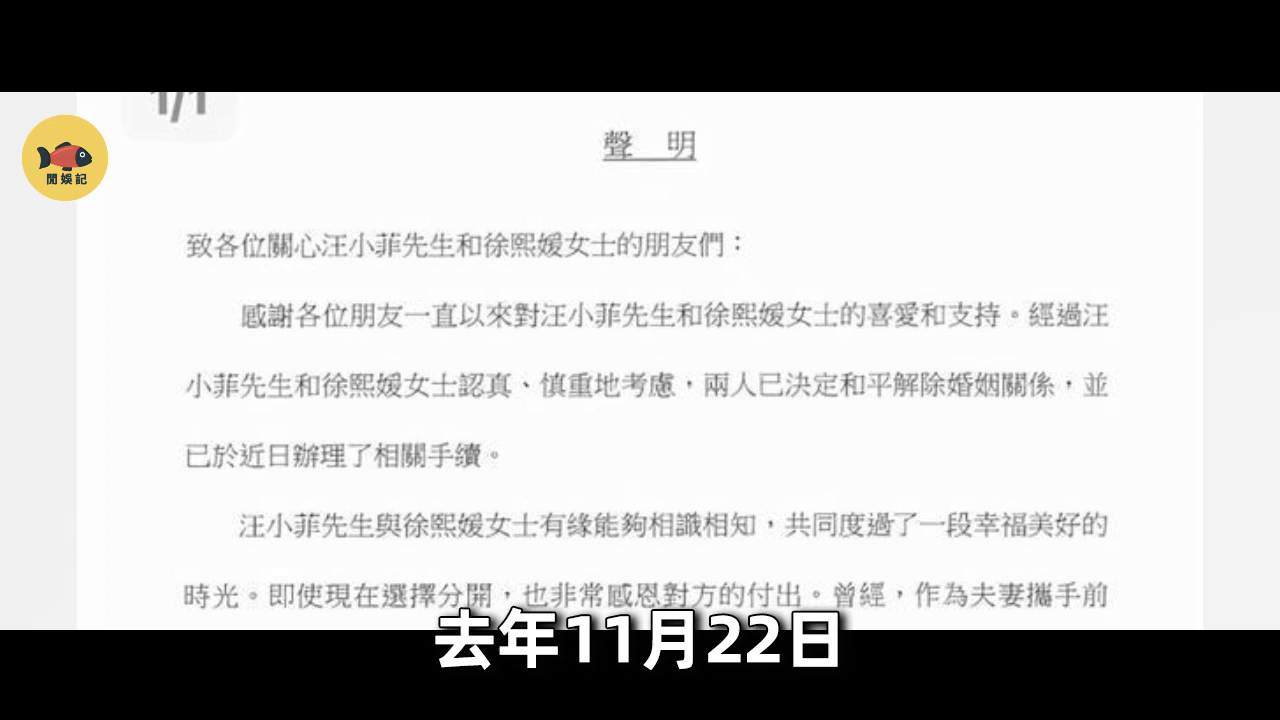 1/1
聲 明
閒娛記
致各位關心汪小菲先生和徐熙媛女士的朋友們：
感謝各位朋友一直以來對汪小菲先生和徐熙媛女士的喜愛和支持。經過汪
小菲先生和徐熙媛女士認真、慎重地考慮，兩人已決定和平解除婚姻關係，並
已於近日辦理了相關手續。
汪小菲先生與徐熙媛女士有緣能夠相識相知，共同度過了一段幸福美好的
時光。即使現在選擇分開，也非常感恩對方的付出。曾經，作為夫妻攜手前
去年11月22日